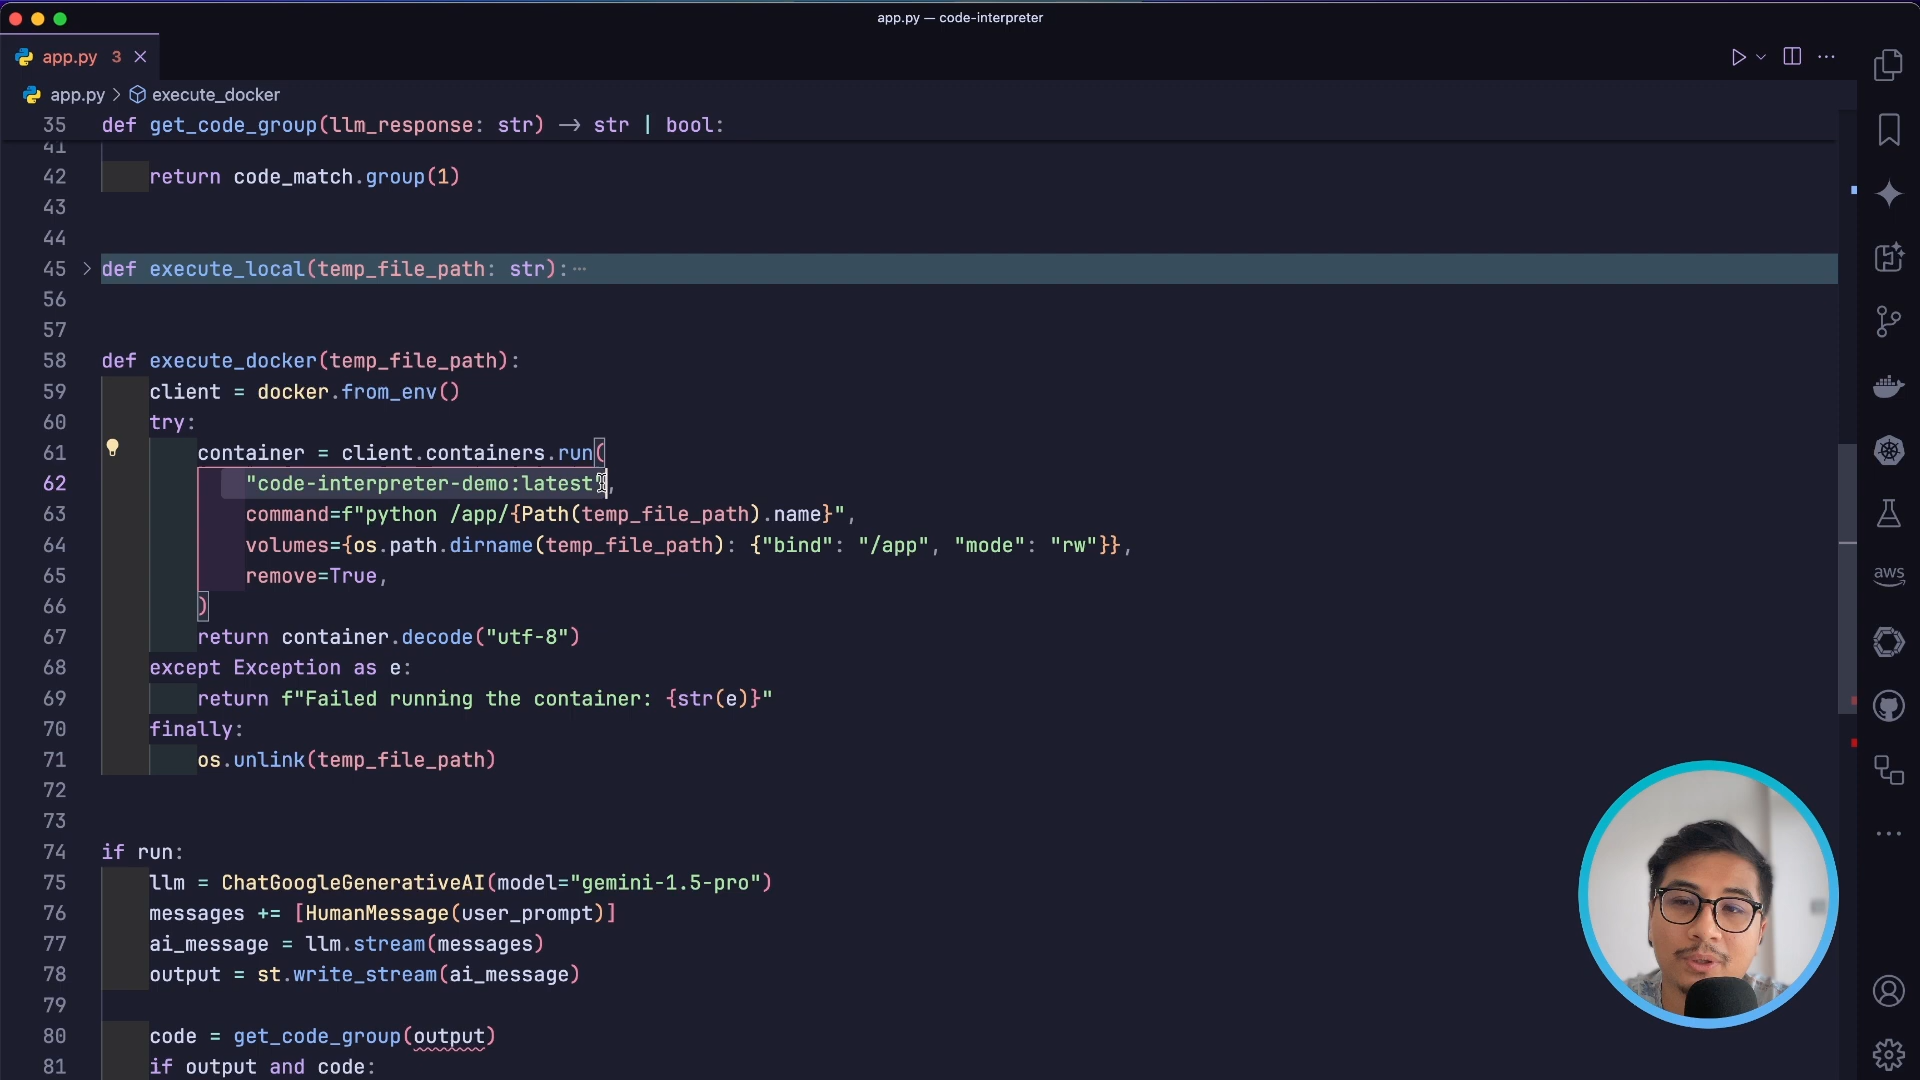 app.py — code-interpreter
app.py 3
app.py > execute_docker
35 def get_code_group(llm_response: str) -> str | bool:
41
42 return code_match.group(1)
43
44
45 def execute_local(temp_file_path: str):
56
57
58 def execute_docker(temp_file_path):
59 client = docker.from_env()
60 try:
61 container = client.containers.run(
62 "code-interpreter-demo:latest",
63 command=f"python /app/{Path(temp_file_path).name}",
64 volumes={os.path.dirname(temp_file_path): {"bind": "/app", "mode": "rw"}},
65 remove=True,
66 )
67 return container.decode("utf-8")
68 except Exception as e:
69 return f"Failed running the container: {str(e)}"
70 finally:
71 os.unlink(temp_file_path)
72
73
74 if run:
75 llm = ChatGoogleGenerativeAI(model="gemini-1.5-pro")
76 messages += [HumanMessage(user_prompt)]
77 ai_message = llm.stream(messages)
78 output = st.write_stream(ai_message)
79
80 code = get_code_group(output)
81 if output and code:
aws